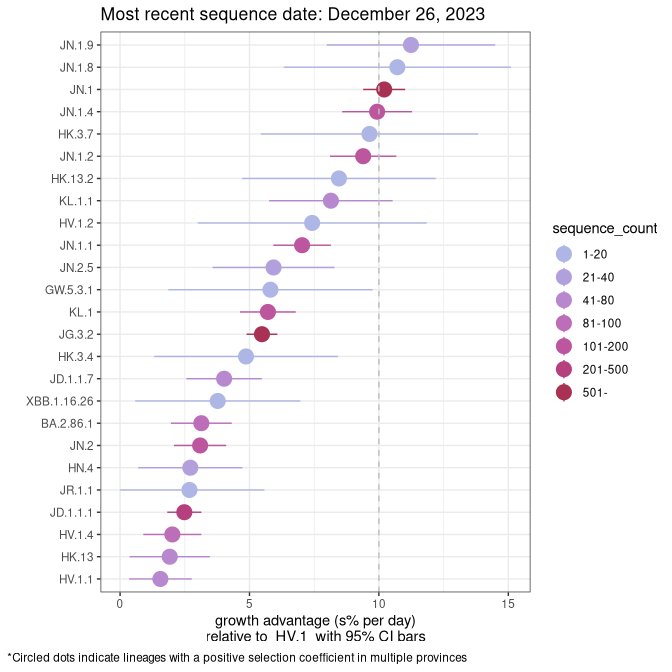 Most recent sequence date: December 26, 2023
JN.1.9
JN.1.8
JN.1
JN.1.4
HK.3.7
JN.1.2
HK.13.2
KL.1.1
HV.1.2
JN.1.1
JN.2.5
GW.5.3.1
KL.1
JG.3.2
HK.3.4
JD.1.1.7
XBB.1.16.26
BA.2.86.1
JN.2
HN.4
JR.1.1
JD.1.1.1
HV.1.4
HK.13
HV.1.1
0 5 10 15
growth advantage (s% per day)
relative to HV.1 with 95% CI bars
sequence_count
1-20
21-40
41-80
81-100
101-200
201-500
501-
*Circled dots indicate lineages with a positive selection coefficient in multiple provinces